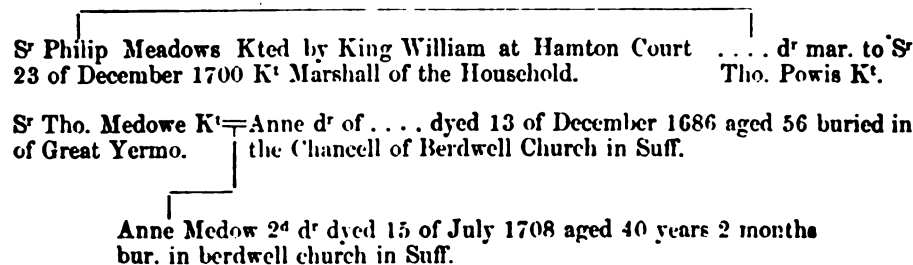 Sʳ Philip Meadows Kted by King William at Hamton Court .... dʳ mar. to Sʳ
23 of December 1700 Kᵗ Marshall of the Household. Tho. Powis Kᵗ.
Sʳ Tho. Medowe Kᵗ=Anne dʳ of .... dyed 13 of December 1686 aged 56 buried in
of Great Yermo. the Chancell of Berdwell Church in Suff.
Anne Medow 2ᵈ dʳ dyed 15 of July 1708 aged 40 years 2 months
bur. in berdwell church in Suff.